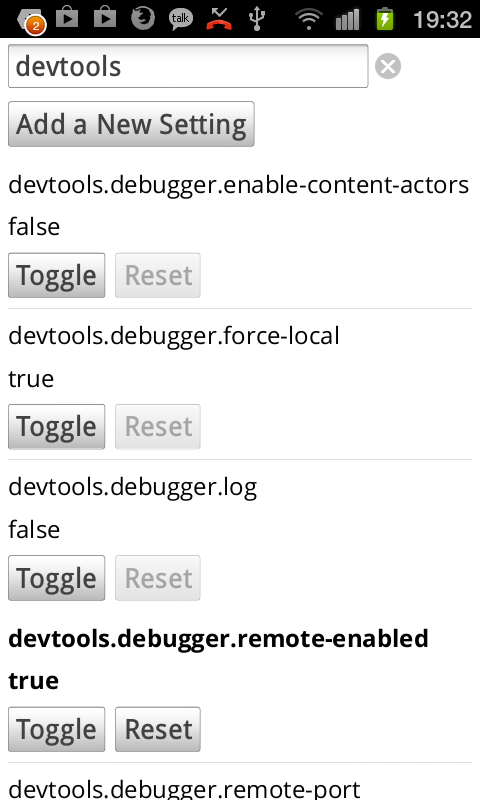 2
talk
19:32
devtools
Add a New Setting
devtools.debugger.enable-content-actors
false
Toggle Reset
devtools.debugger.force-local
true
Toggle Reset
devtools.debugger.log
false
Toggle Reset
devtools.debugger.remote-enabled
true
Toggle Reset
devtools.debugger.remote-port